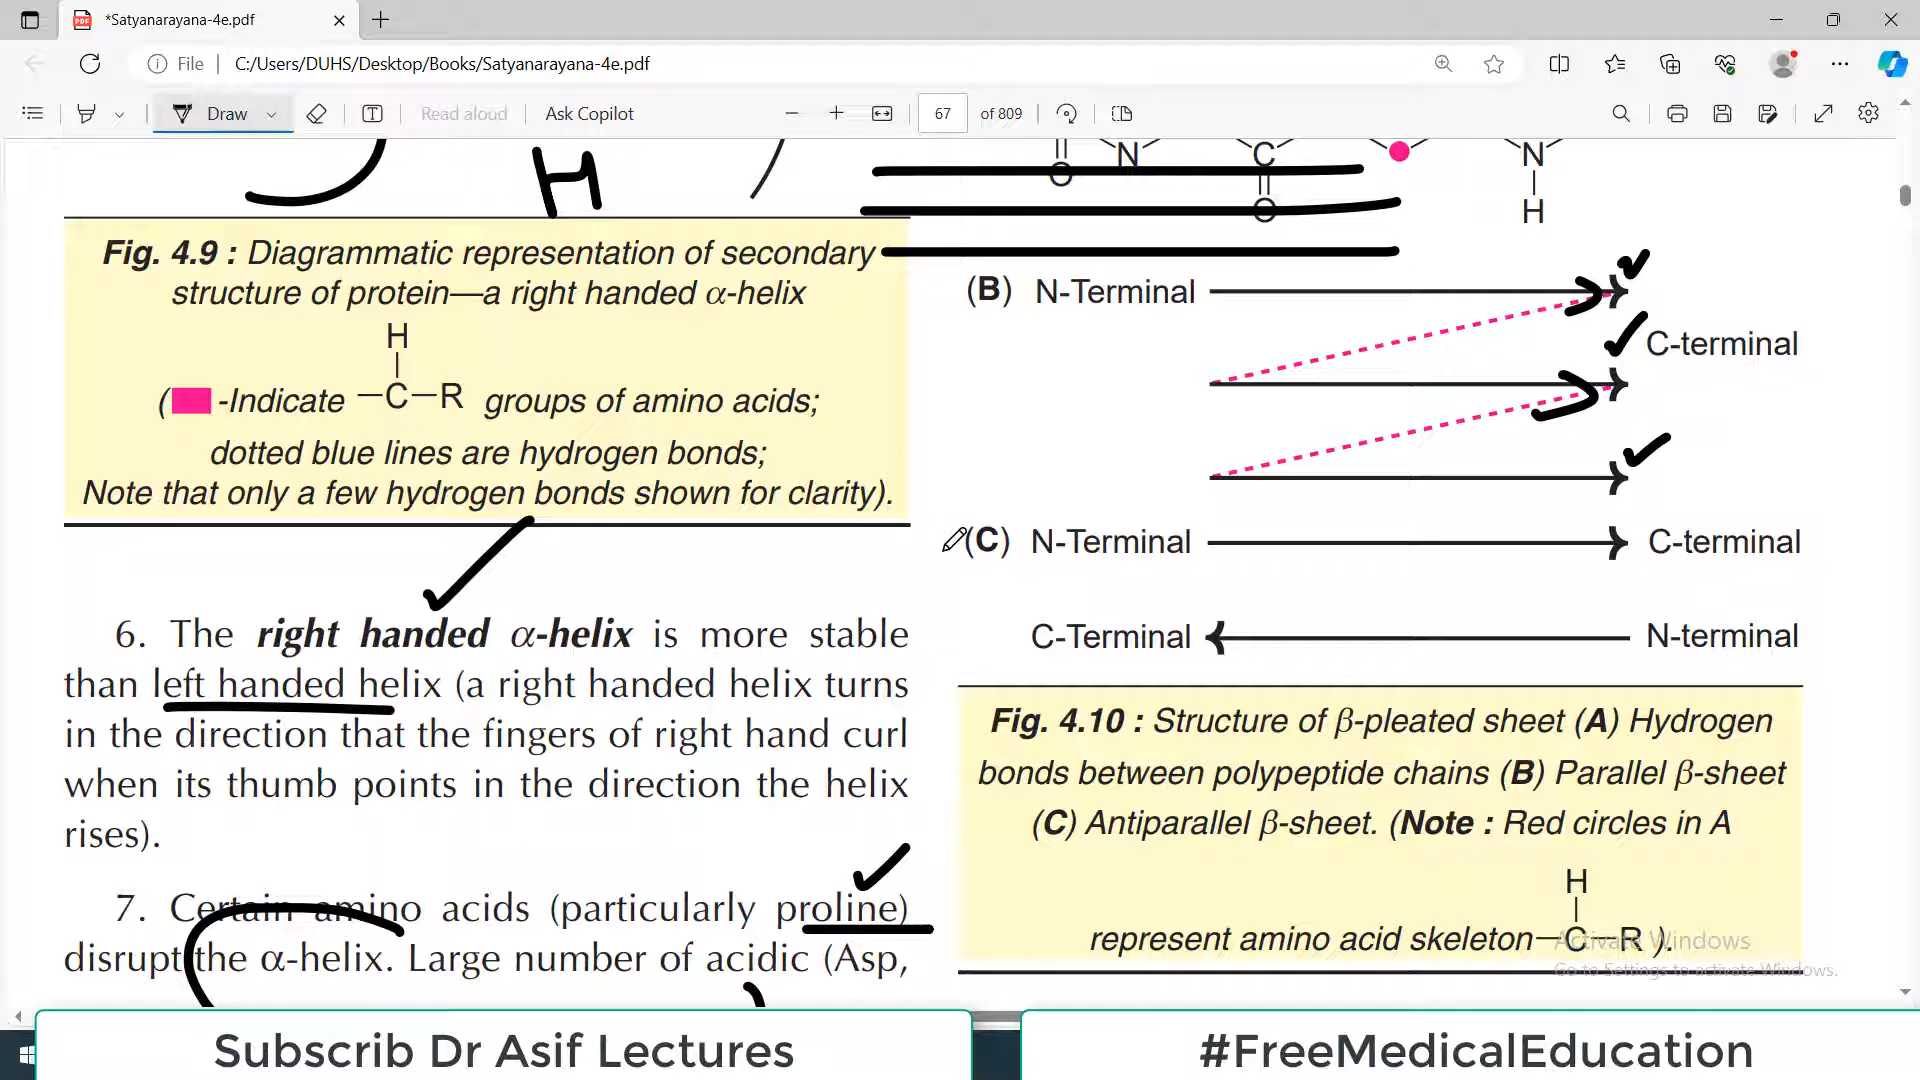 *Satyanarayana-4e.pdf
File
C:/Users/DUHS/Desktop/Books/Satyanarayana-4e.pdf
Draw
Read aloud
Ask Copilot
67 of 809
H
Fig. 4.9 : Diagrammatic representation of secondary
structure of protein—a right handed α-helix
H
(-Indicate —C—R groups of amino acids;
dotted blue lines are hydrogen bonds;
Note that only a few hydrogen bonds shown for clarity).
6. The right handed α-helix is more stable
than left handed helix (a right handed helix turns
in the direction that the fingers of right hand curl
when its thumb points in the direction the helix
rises).
7. Certain amino acids (particularly proline)
disrupt the α-helix. Large number of acidic (Asp,
N C N
O O H
(B) N-Terminal
C-terminal
(C) N-Terminal C-terminal
C-Terminal N-terminal
Fig. 4.10 : Structure of β-pleated sheet (A) Hydrogen
bonds between polypeptide chains (B) Parallel β-sheet
(C) Antiparallel β-sheet. (Note : Red circles in A
H
represent amino acid skeleton—C—R ).
Activate Windows
Go to Settings to activate Windows.
Subscrib Dr Asif Lectures
#FreeMedicalEducation